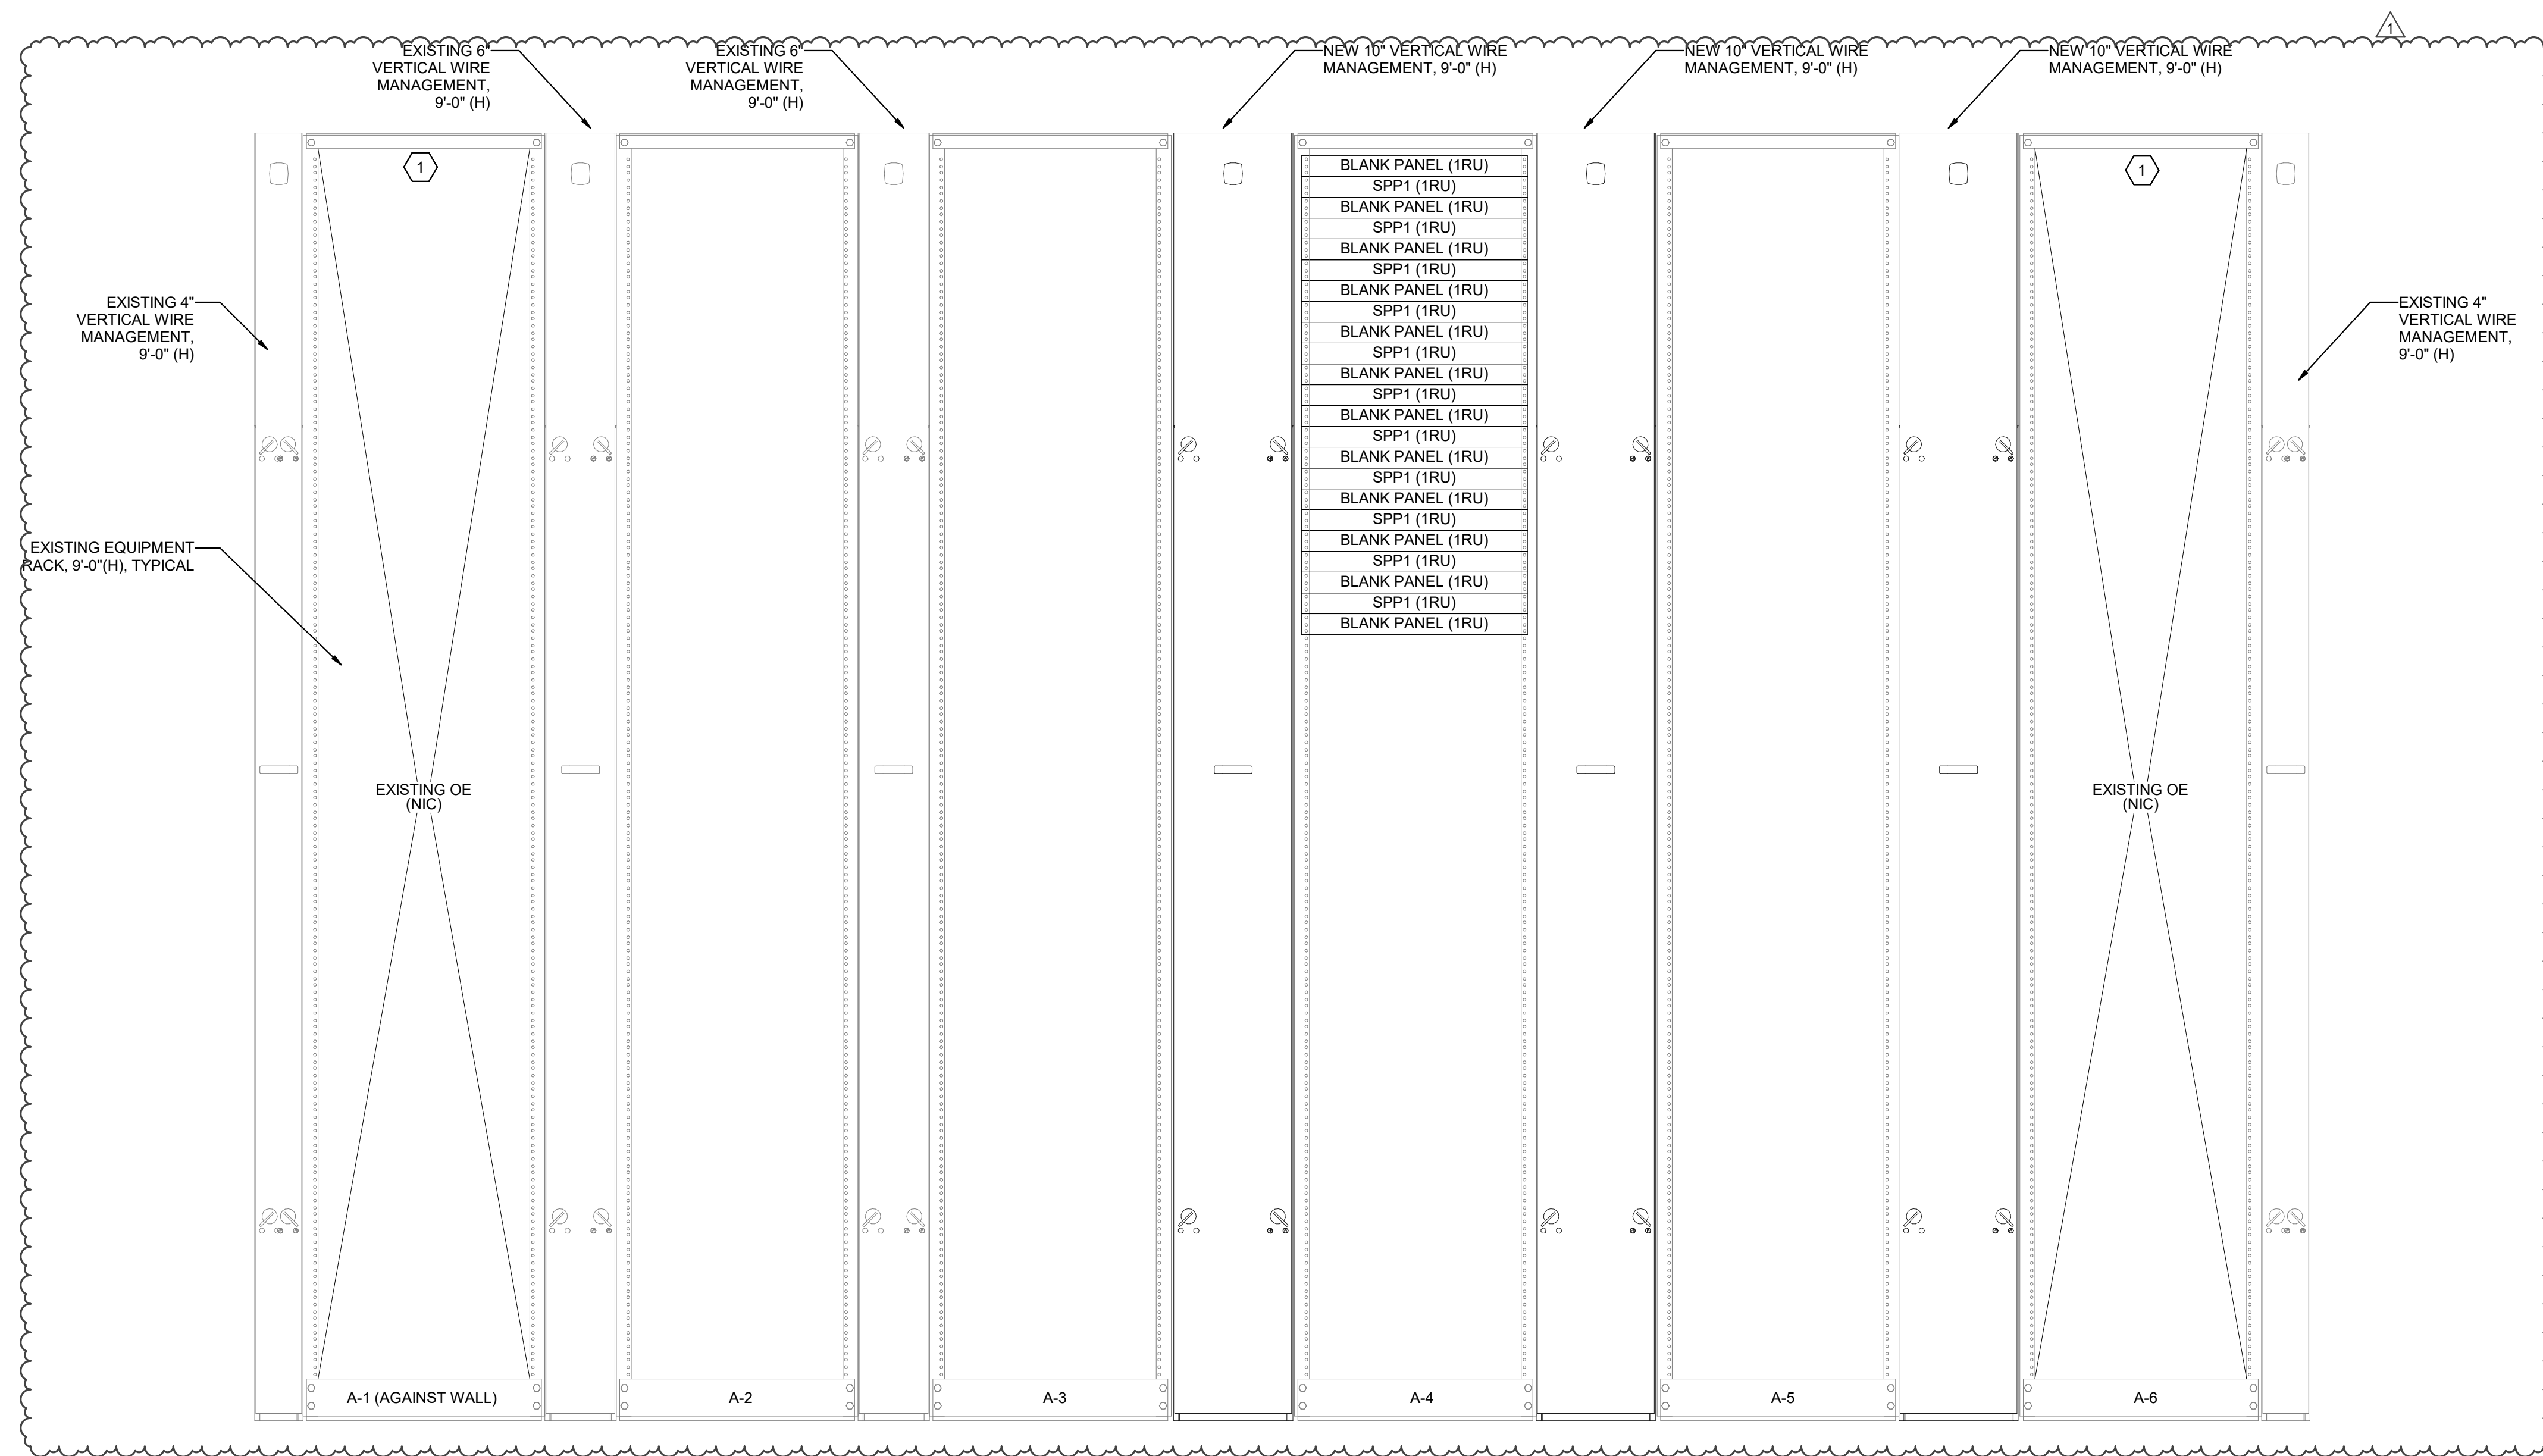 1
EXISTING 6"
VERTICAL WIRE
MANAGEMENT,
9'-0" (H)
EXISTING 6"
VERTICAL WIRE
MANAGEMENT,
9'-0" (H)
NEW 10" VERTICAL WIRE
MANAGEMENT, 9'-0" (H)
NEW 10" VERTICAL WIRE
MANAGEMENT, 9'-0" (H)
NEW 10" VERTICAL WIRE
MANAGEMENT, 9'-0" (H)
1
1
BLANK PANEL (1RU)
SPP1 (1RU)
BLANK PANEL (1RU)
SPP1 (1RU)
BLANK PANEL (1RU)
SPP1 (1RU)
BLANK PANEL (1RU)
SPP1 (1RU)
BLANK PANEL (1RU)
SPP1 (1RU)
BLANK PANEL (1RU)
SPP1 (1RU)
BLANK PANEL (1RU)
SPP1 (1RU)
BLANK PANEL (1RU)
SPP1 (1RU)
BLANK PANEL (1RU)
SPP1 (1RU)
BLANK PANEL (1RU)
SPP1 (1RU)
BLANK PANEL (1RU)
SPP1 (1RU)
BLANK PANEL (1RU)
EXISTING 4"
VERTICAL WIRE
MANAGEMENT,
9'-0" (H)
EXISTING 4"
VERTICAL WIRE
MANAGEMENT,
9'-0" (H)
EXISTING EQUIPMENT
RACK, 9'-0"(H), TYPICAL
EXISTING OE
(NIC)
EXISTING OE
(NIC)
A-1 (AGAINST WALL)
A-2
A-3
A-4
A-5
A-6